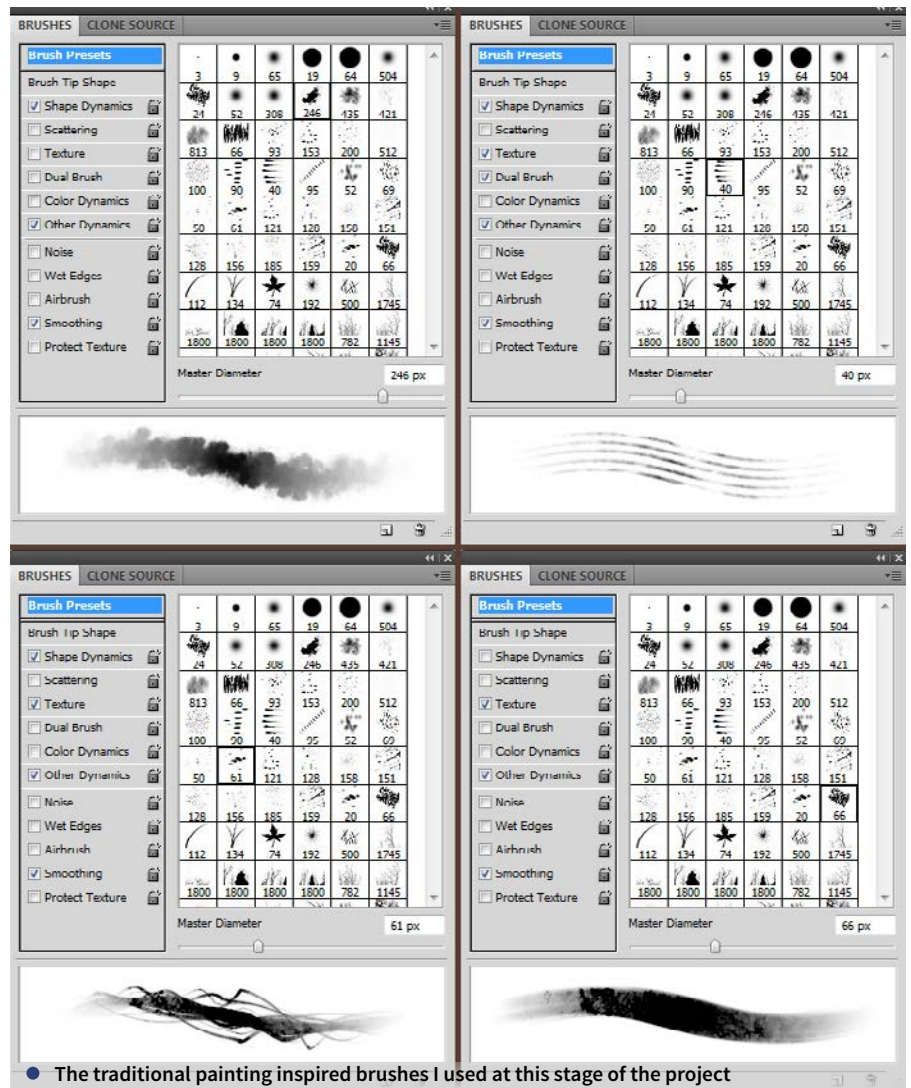 BRUSHES CLONE SOURCE
Brush Presets
Brush Tip Shape
Shape Dynamics
Scattering
Texture
Dual Brush
Color Dynamics
Other Dynamics
Noise
Wet Edges
Airbrush
Smoothing
Protect Texture
3 9 65 19 64 504
24 52 308 246 435 421
813 66 93 153 200 512
100 90 40 95 52 69
50 61 121 128 158 151
128 156 185 159 20 66
112 134 74 192 500 1745
1800 1800 1800 1800 782 1145
Master Diameter 246 px
BRUSHES CLONE SOURCE
Brush Presets
Brush Tip Shape
Shape Dynamics
Scattering
Texture
Dual Brush
Color Dynamics
Other Dynamics
Noise
Wet Edges
Airbrush
Smoothing
Protect Texture
3 9 65 19 64 504
24 52 308 246 435 421
813 66 93 153 200 512
100 90 40 95 52 69
50 61 121 128 158 151
128 156 185 159 20 66
112 134 74 192 500 1745
1800 1800 1800 1800 782 1145
Master Diameter 40 px
BRUSHES CLONE SOURCE
Brush Presets
Brush Tip Shape
Shape Dynamics
Scattering
Texture
Dual Brush
Color Dynamics
Other Dynamics
Noise
Wet Edges
Airbrush
Smoothing
Protect Texture
3 9 65 19 64 504
24 52 308 246 435 421
813 66 93 153 200 512
100 90 40 95 52 69
50 61 121 128 158 151
128 156 185 159 20 66
112 134 74 192 500 1745
1800 1800 1800 1800 782 1145
Master Diameter 61 px
BRUSHES CLONE SOURCE
Brush Presets
Brush Tip Shape
Shape Dynamics
Scattering
Texture
Dual Brush
Color Dynamics
Other Dynamics
Noise
Wet Edges
Airbrush
Smoothing
Protect Texture
3 9 65 19 64 504
24 52 308 246 435 421
813 66 93 153 200 512
100 90 40 95 52 69
50 61 121 128 158 151
128 156 185 159 20 66
112 134 74 192 500 1745
1800 1800 1800 1800 782 1145
Master Diameter 66 px
The traditional painting inspired brushes I used at this stage of the project